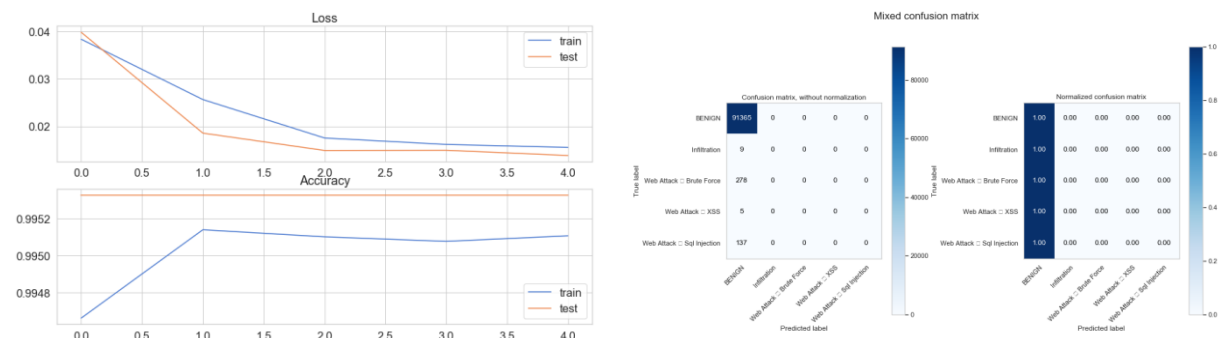 Loss
0.04
0.03
0.02
train
test
0.0 0.5 1.0 1.5 2.0 2.5 3.0 3.5 4.0
Accuracy
0.9952
0.9950
0.9948
train
test
0.0 0.5 1.0 1.5 2.0 2.5 3.0 3.5 4.0
Mixed confusion matrix
Confusion matrix, without normalization
True label
BENIGN 91365 0 0 0 0
Infiltration 9 0 0 0 0
Web Attack :: Brute Force 278 0 0 0 0
Web Attack :: XSS 5 0 0 0 0
Web Attack :: Sql Injection 137 0 0 0 0
BENIGN
Infiltration
Web Attack :: Brute Force
Web Attack :: XSS
Web Attack :: Sql Injection
Predicted label
80000
60000
40000
20000
0
Normalized confusion matrix
True label
BENIGN 1.00 0.00 0.00 0.00 0.00
Infiltration 1.00 0.00 0.00 0.00 0.00
Web Attack :: Brute Force 1.00 0.00 0.00 0.00 0.00
Web Attack :: XSS 1.00 0.00 0.00 0.00 0.00
Web Attack :: Sql Injection 1.00 0.00 0.00 0.00 0.00
BENIGN
Infiltration
Web Attack :: Brute Force
Web Attack :: XSS
Web Attack :: Sql Injection
Predicted label
1.0
0.8
0.6
0.4
0.2
0.0